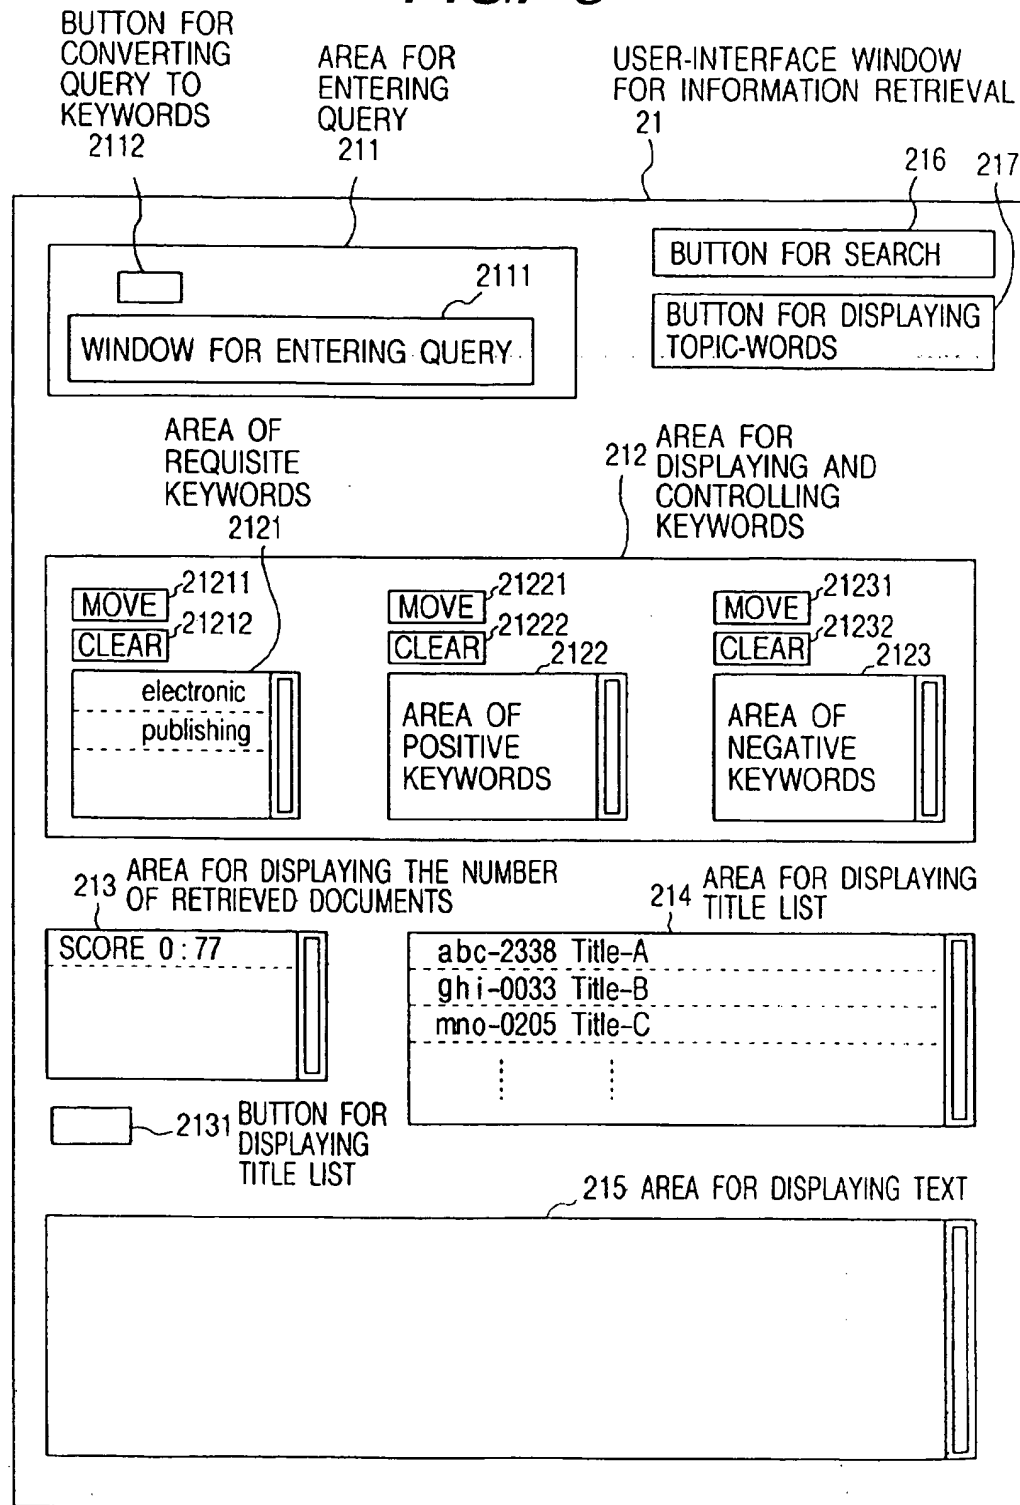 BUTTON FOR
CONVERTING
QUERY TO
KEYWORDS
2112
AREA FOR
ENTERING
QUERY
211
USER-INTERFACE WINDOW
FOR INFORMATION RETRIEVAL
21
216
217
BUTTON FOR SEARCH
2111
WINDOW FOR ENTERING QUERY
BUTTON FOR DISPLAYING
TOPIC-WORDS
AREA OF
REQUISITE
KEYWORDS
2121
212
AREA FOR
DISPLAYING AND
CONTROLLING
KEYWORDS
MOVE 21211
CLEAR 21212
electronic
publishing
MOVE 21221
CLEAR 21222
2122
AREA OF
POSITIVE
KEYWORDS
MOVE 21231
CLEAR 21232
2123
AREA OF
NEGATIVE
KEYWORDS
213 AREA FOR DISPLAYING THE NUMBER
OF RETRIEVED DOCUMENTS
SCORE 0 : 77
214 AREA FOR DISPLAYING
TITLE LIST
abc-2338 Title-A
ghi-0033 Title-B
mno-0205 Title-C
2131 BUTTON FOR
DISPLAYING
TITLE LIST
215 AREA FOR DISPLAYING TEXT